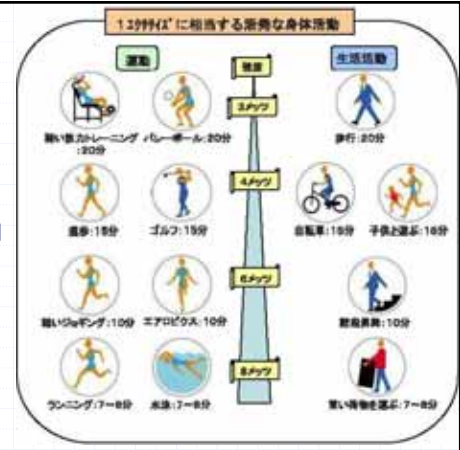 1エクササイズに相当する活発な身体活動
運動
強度
生活活動
3メッツ
軽い筋力トレーニング
:20分
バレーボール:20分
歩行:20分
4メッツ
速歩:15分
ゴルフ:15分
自転車:15分
子供と遊ぶ:15分
6メッツ
軽いジョギング:10分
エアロビクス:10分
階段昇降:10分
8メッツ
ランニング:7〜8分
水泳:7〜8分
重い荷物を運ぶ:7〜8分